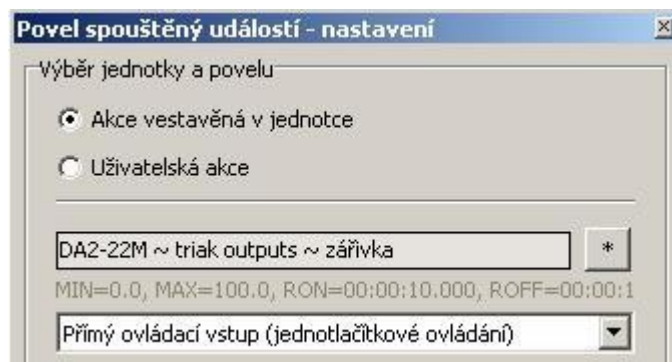 Povel spouštěný událostí - nastavení
Výběr jednotky a povelu
Akce vestavěná v jednotce
Uživatelská akce
DA2-22M ~ triak outputs ~ zářivka
*
MIN=0.0, MAX=100.0, RON=00:00:10.000, ROFF=00:00:1
Přímý ovládací vstup (jednotlačítkové ovládání)